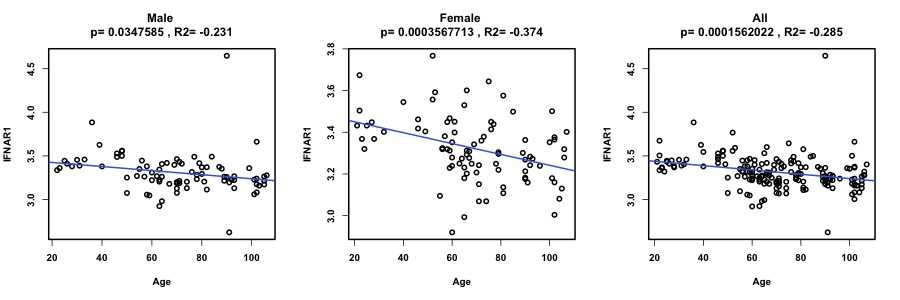 Male
p= 0.0347585 , R2= -0.231
IFNAR1
3.0
3.5
4.0
4.5
20
40
60
80
100
Age
Female
p= 0.0003567713 , R2= -0.374
IFNAR1
3.0
3.2
3.4
3.6
3.8
20
40
60
80
100
Age
All
p= 0.0001562022 , R2= -0.285
IFNAR1
3.0
3.5
4.0
4.5
20
40
60
80
100
Age